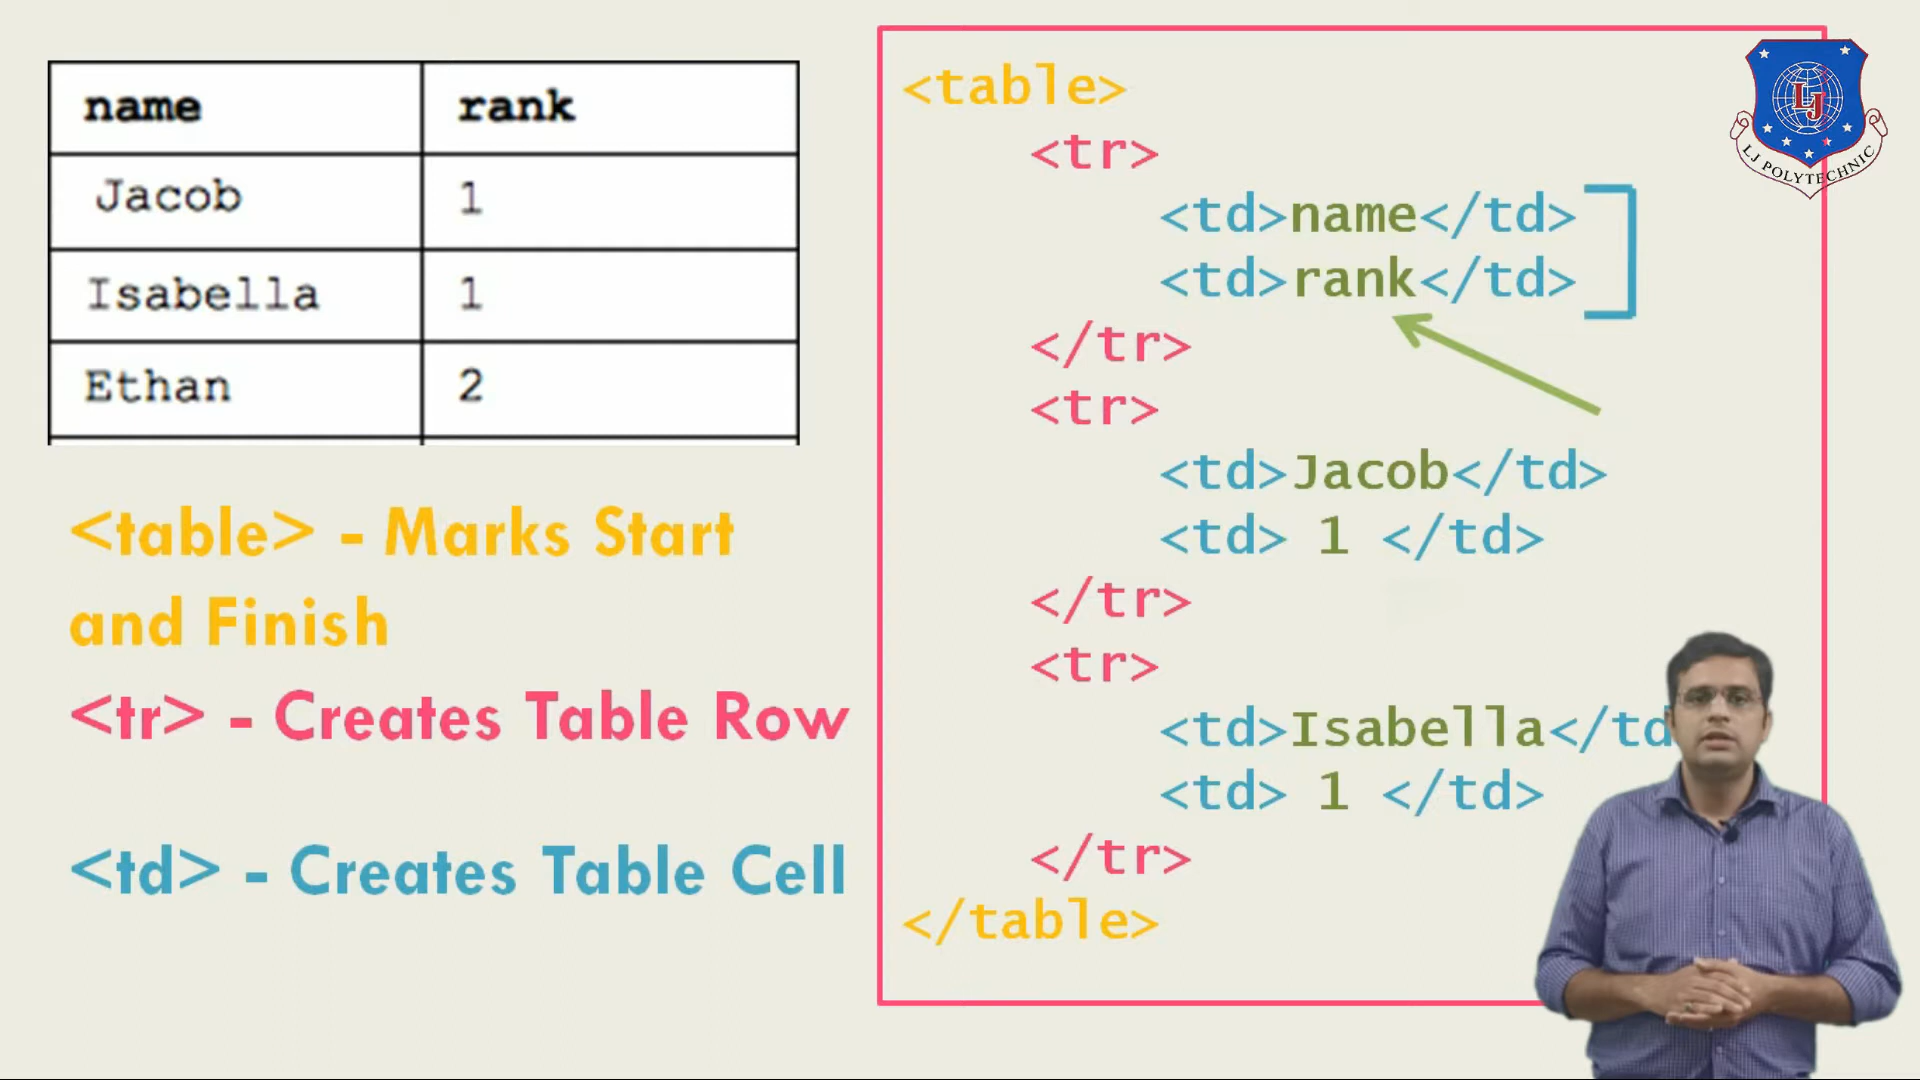 name rank
Jacob 1
Isabella 1
Ethan 2
<table> - Marks Start
and Finish
<tr> - Creates Table Row
<td> - Creates Table Cell
<table>
<tr>
<td>name</td>
<td>rank</td>
</tr>
<tr>
<td>Jacob</td>
<td> 1 </td>
</tr>
<tr>
<td>Isabella</td
<td> 1 </td>
</tr>
</table>
LJ
LJ POLYTECHNIC